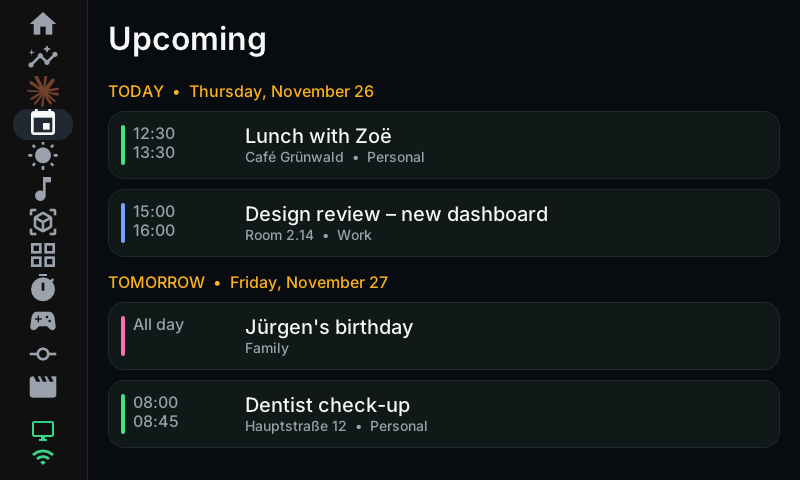 Upcoming
TODAY • Thursday, November 26
12:30
13:30
Lunch with Zoë
Café Grünwald • Personal
15:00
16:00
Design review – new dashboard
Room 2.14 • Work
TOMORROW • Friday, November 27
All day
Jürgen's birthday
Family
08:00
08:45
Dentist check-up
Hauptstraße 12 • Personal